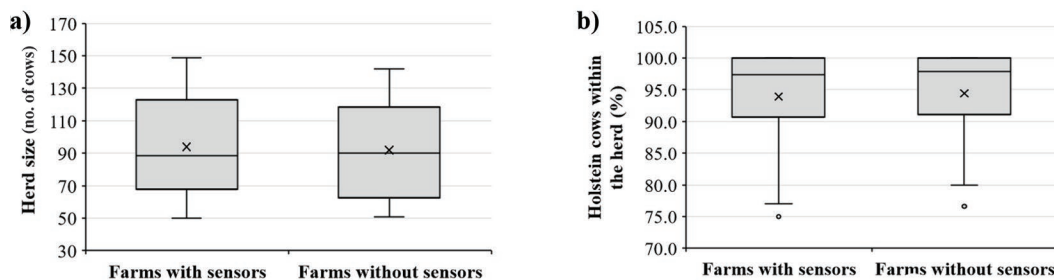 a)
Herd size (no. of cows)
170
150
130
110
90
70
50
30
Farms with sensors
Farms without sensors
b)
Holstein cows within
the herd (%)
100.0
95.0
90.0
85.0
80.0
75.0
70.0
Farms with sensors
Farms without sensors